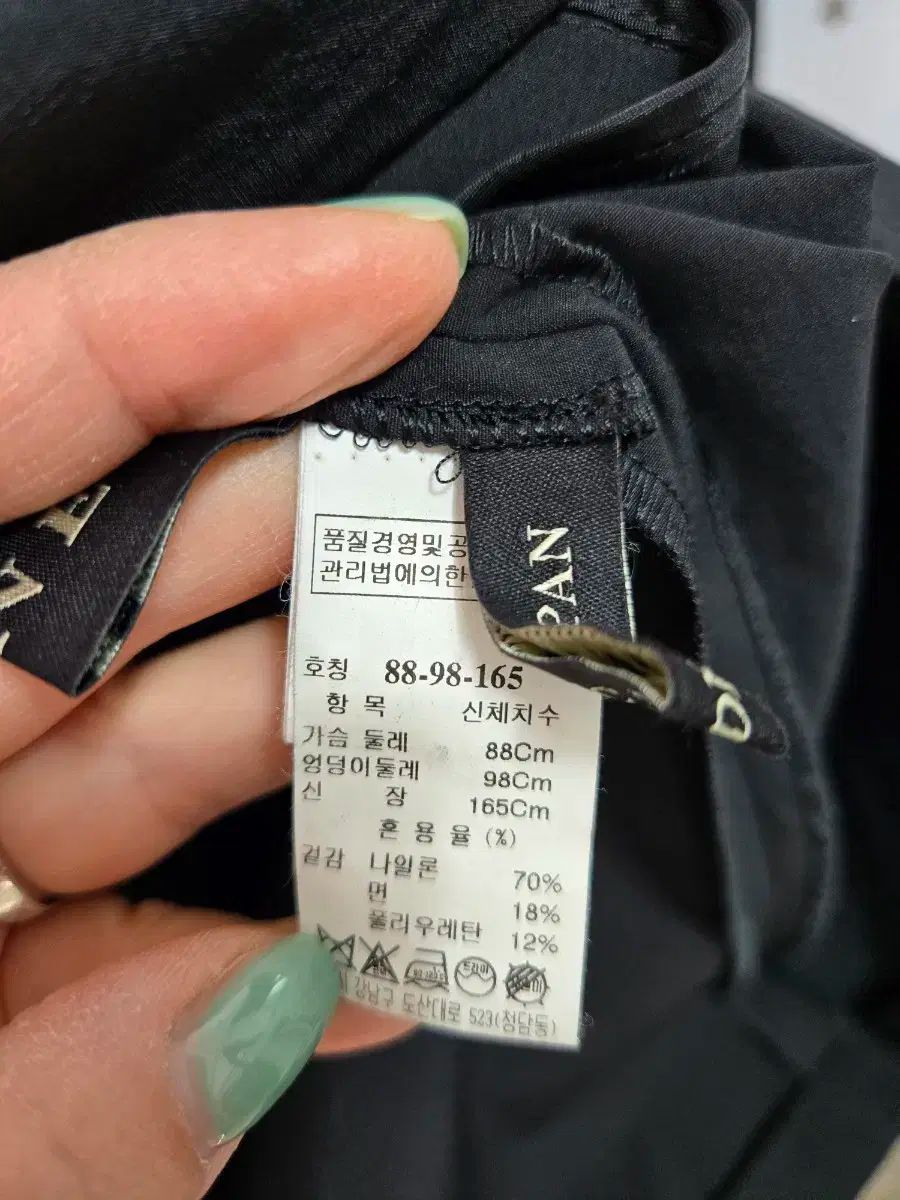 품질경영및공
관리법에의한
호칭 88-98-165
항 목 신체치수
가슴 둘레 88Cm
엉덩이둘레 98Cm
신 장 165Cm
혼 용 율 (%)
겉감 나일론 70%
면 18%
폴리우레탄 12%
드라이
강남구 도산대로 523(청담동)
PAN